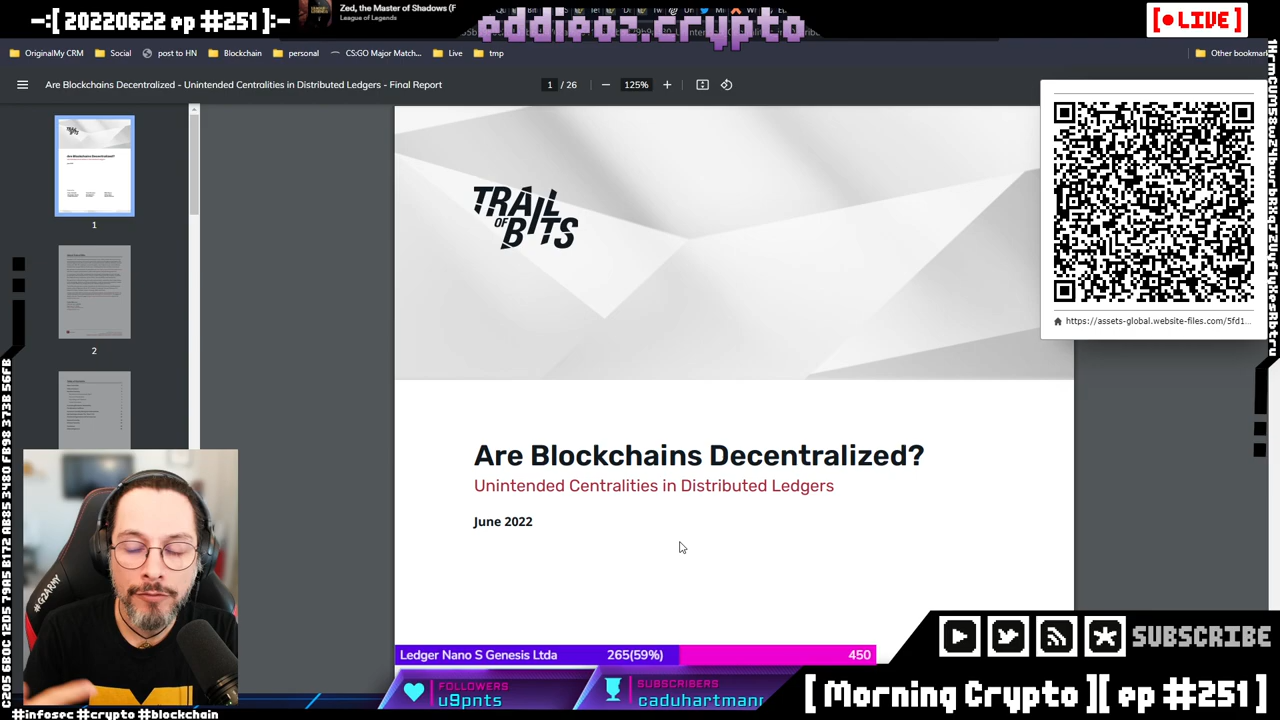 -:[ 20220622 ep #251 ]:-
Zed, the Master of Shadows (F
League of Legends
eddieoz.crypto
[● LIVE ]
OriginalMy CRM
Social
post to HN
Blockchain
personal
CS:GO Major Match...
Live
tmp
Other bookmar
Are Blockchains Decentralized - Unintended Centralities in Distributed Ledgers - Final Report
1 / 26
125%
TRAIL
OF
BITS
https://assets-global.website-files.com/5fd1...
1
2
Are Blockchains Decentralized?
Unintended Centralities in Distributed Ledgers
June 2022
#G2ARMY
Ledger Nano S Genesis Ltda
265(59%)
450
FOLLOWERS
u9pnts
SUBSCRIBERS
caduhartmann
SUBSCRIBE
[ Morning Crypto ][ ep #251 ]
#infosec #crypto #blockchain